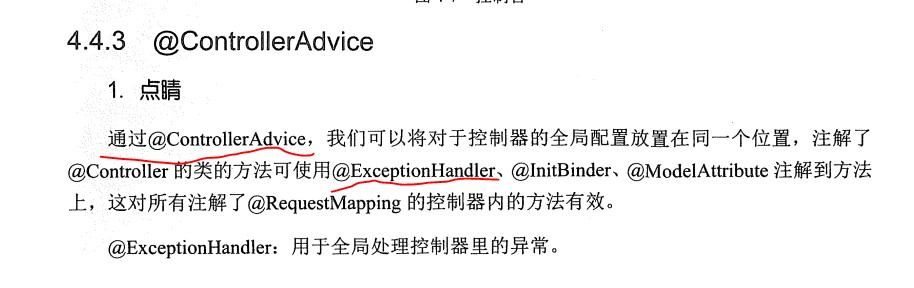 4.4.3 @ControllerAdvice
1. 点睛
通过@ControllerAdvice，我们可以将对于控制器的全局配置放置在同一个位置，注解了
@Controller 的类的方法可使用@ExceptionHandler、@InitBinder、@ModelAttribute 注解到方法
上，这对所有注解了@RequestMapping 的控制器内的方法有效。
@ExceptionHandler：用于全局处理控制器里的异常。